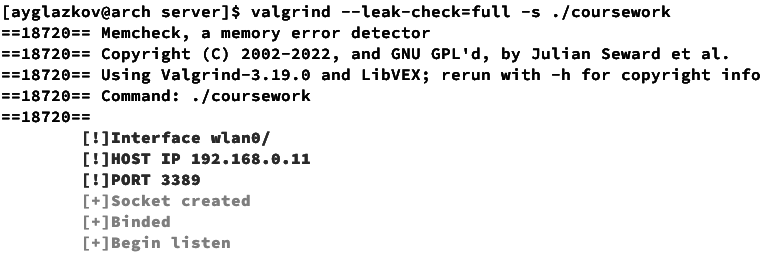 [ayglazkov@arch server]$ valgrind --leak-check=full -s ./coursework
==18720== Memcheck, a memory error detector
==18720== Copyright (C) 2002-2022, and GNU GPL'd, by Julian Seward et al.
==18720== Using Valgrind-3.19.0 and LibVEX; rerun with -h for copyright info
==18720== Command: ./coursework
==18720==
[!]Interface wlan0/
[!]HOST IP 192.168.0.11
[!]PORT 3389
[+]Socket created
[+]Binded
[+]Begin listen